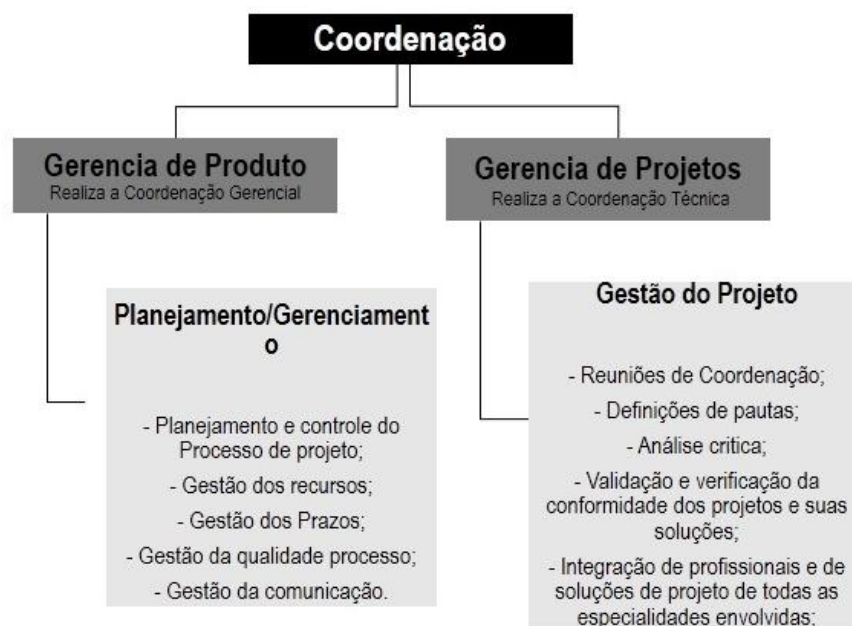 Coordenação
Gerencia de Produto
Realiza a Coordenação Gerencial
Gerencia de Projetos
Realiza a Coordenação Técnica
Planejamento/Gerenciament
o
- Planejamento e controle do
Processo de projeto;
- Gestão dos recursos;
- Gestão dos Prazos;
- Gestão da qualidade processo;
- Gestão da comunicação.
Gestão do Projeto
- Reuniões de Coordenação;
- Definições de pautas;
- Análise critica;
- Validação e verificação da
conformidade dos projetos e suas
soluções;
- Integração de profissionais e de
soluções de projeto de todas as
especialidades envolvidas;